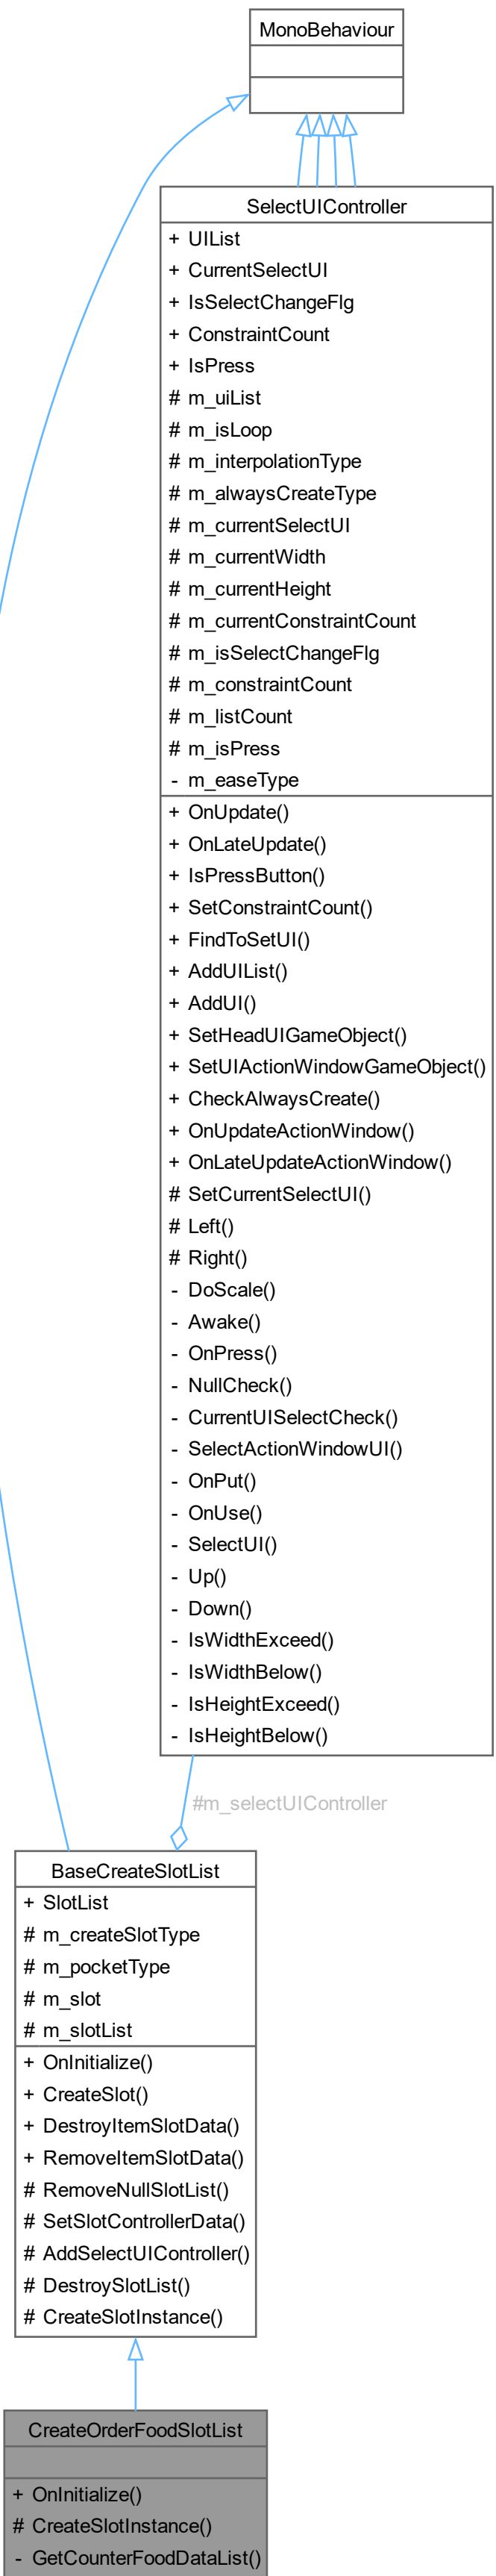 MonoBehaviour
SelectUIController
+ UIList
+ CurrentSelectUI
+ IsSelectChangeFlg
+ ConstraintCount
+ IsPress
# m_uiList
# m_isLoop
# m_interpolationType
# m_alwaysCreateType
# m_currentSelectUI
# m_currentWidth
# m_currentHeight
# m_currentConstraintCount
# m_isSelectChangeFlg
# m_constraintCount
# m_listCount
# m_isPress
- m_easeType
+ OnUpdate()
+ OnLateUpdate()
+ IsPressButton()
+ SetConstraintCount()
+ FindToSetUI()
+ AddUIList()
+ AddUI()
+ SetHeadUIGameObject()
+ SetUIActionWindowGameObject()
+ CheckAlwaysCreate()
+ OnUpdateActionWindow()
+ OnLateUpdateActionWindow()
# SetCurrentSelectUI()
# Left()
# Right()
- DoScale()
- Awake()
- OnPress()
- NullCheck()
- CurrentUISelectCheck()
- SelectActionWindowUI()
- OnPut()
- OnUse()
- SelectUI()
- Up()
- Down()
- IsWidthExceed()
- IsWidthBelow()
- IsHeightExceed()
- IsHeightBelow()
#m_selectUIController
BaseCreateSlotList
+ SlotList
# m_createSlotType
# m_pocketType
# m_slot
# m_slotList
+ OnInitialize()
+ CreateSlot()
+ DestroyItemSlotData()
+ RemoveItemSlotData()
# RemoveNullSlotList()
# SetSlotControllerData()
# AddSelectUIController()
# DestroySlotList()
# CreateSlotInstance()
CreateOrderFoodSlotList
+ OnInitialize()
# CreateSlotInstance()
- GetCounterFoodDataList()